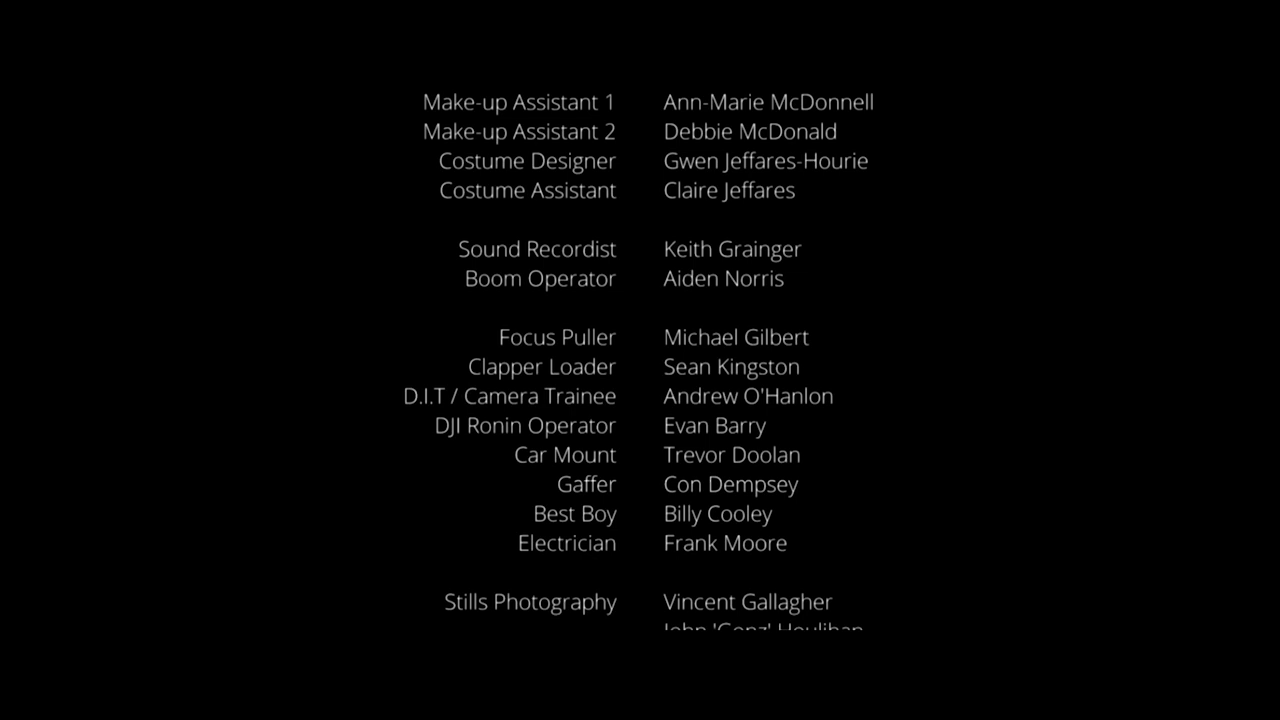 Make-up Assistant 1 Ann-Marie McDonnell
Make-up Assistant 2 Debbie McDonald
Costume Designer Gwen Jeffares-Hourie
Costume Assistant Claire Jeffares
Sound Recordist Keith Grainger
Boom Operator Aiden Norris
Focus Puller Michael Gilbert
Clapper Loader Sean Kingston
D.I.T / Camera Trainee Andrew O'Hanlon
DJI Ronin Operator Evan Barry
Car Mount Trevor Doolan
Gaffer Con Dempsey
Best Boy Billy Cooley
Electrician Frank Moore
Stills Photography Vincent Gallagher
John 'Gonz' Houlihan